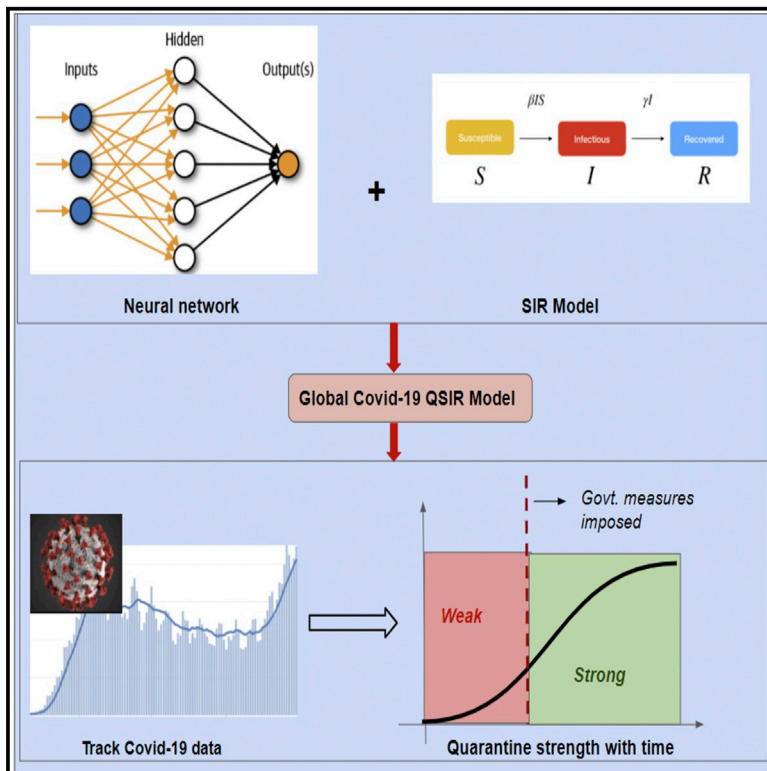 Hidden
Inputs
Output(s)
Neural network
+
βIS
γI
Susceptible
Infectious
Recovered
S
I
R
SIR Model
Global Covid-19 QSIR Model
Track Covid-19 data
Govt. measures
imposed
Weak
Strong
Quarantine strength with time